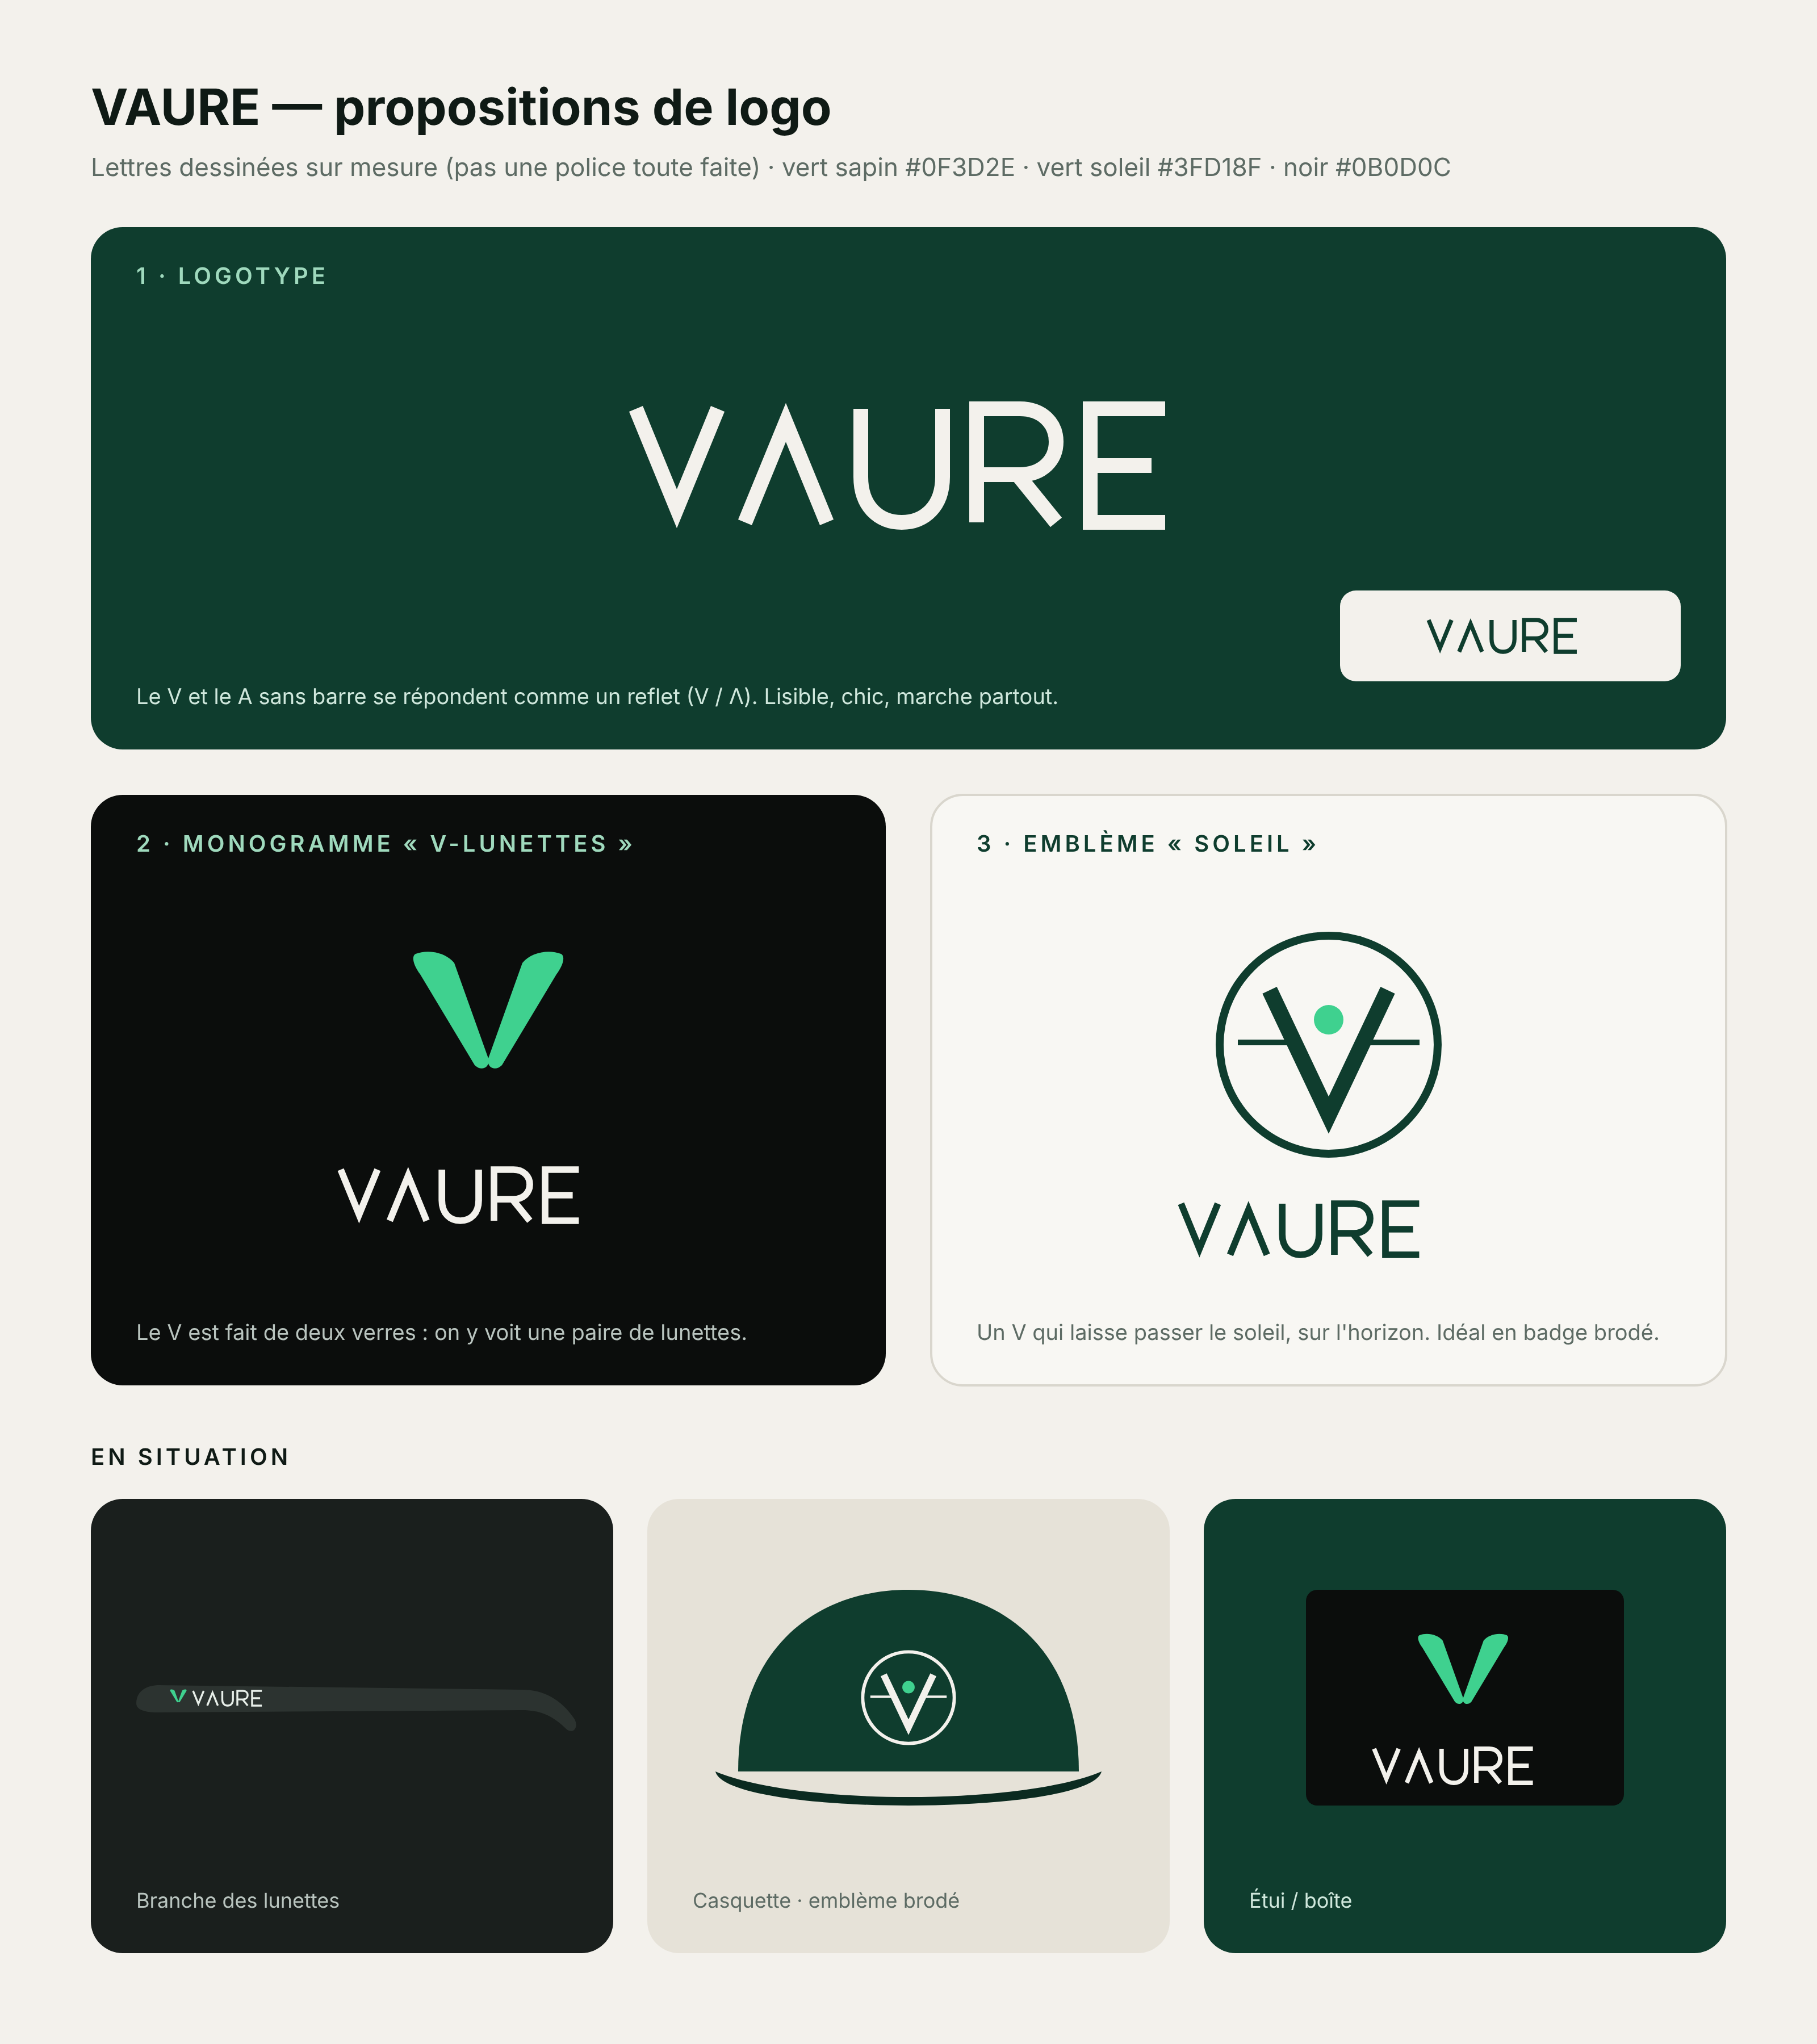 VAURE — propositions de logo
Lettres dessinées sur mesure (pas une police toute faite) · vert sapin #0F3D2E · vert soleil #3FD18F · noir #0B0D0C
1 · LOGOTYPE
VΛURE
VΛURE
Le V et le A sans barre se répondent comme un reflet (V / Λ). Lisible, chic, marche partout.
2 · MONOGRAMME « V-LUNETTES »
V
VΛURE
Le V est fait de deux verres : on y voit une paire de lunettes.
3 · EMBLÈME « SOLEIL »
V
VΛURE
Un V qui laisse passer le soleil, sur l'horizon. Idéal en badge brodé.
EN SITUATION
V VΛURE
Branche des lunettes
V
Casquette · emblème brodé
V
VΛURE
Étui / boîte